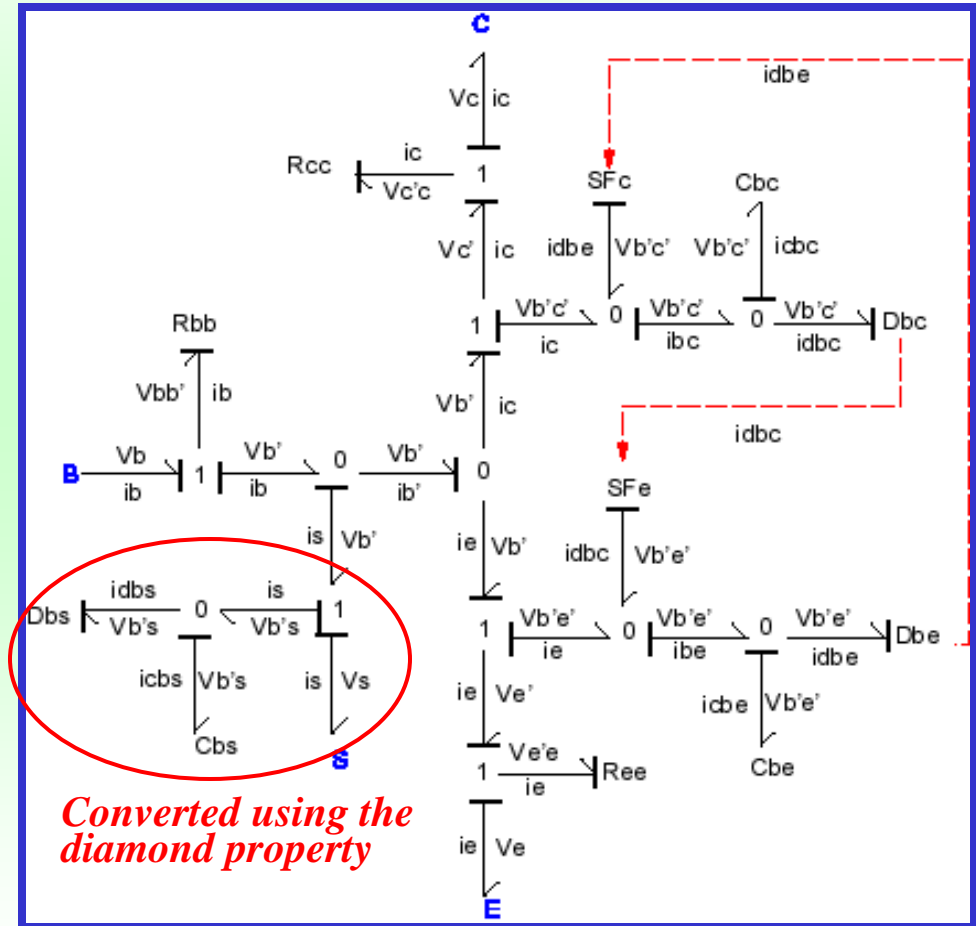 C
idbe
Vc ic
ic
Rcc
1
Vc'c
SFc
Cbc
Vc' ic
idbe Vb'c'
Vb'c' icbc
Rbb
1
Vb'c'
ic
0
Vb'c'
ibc
0
Vb'c'
idbc
Dbc
Vbb' ib
Vb' ic
idbc
B
Vb
ib
1
Vb'
ib
0
Vb'
ib'
0
SFe
is Vb'
ie Vb'
idbc Vb'e'
Dbs
idbs
Vb's
0
is
Vb's
1
1
Vb'e'
ie
0
Vb'e'
ibe
0
Vb'e'
idbe
Dbe
icbs Vb's
is Vs
ie Ve'
icbe Vb'e'
Cbs
S
Ve'e
1
ie
Ree
Cbe
Converted using the
diamond property
ie Ve
E